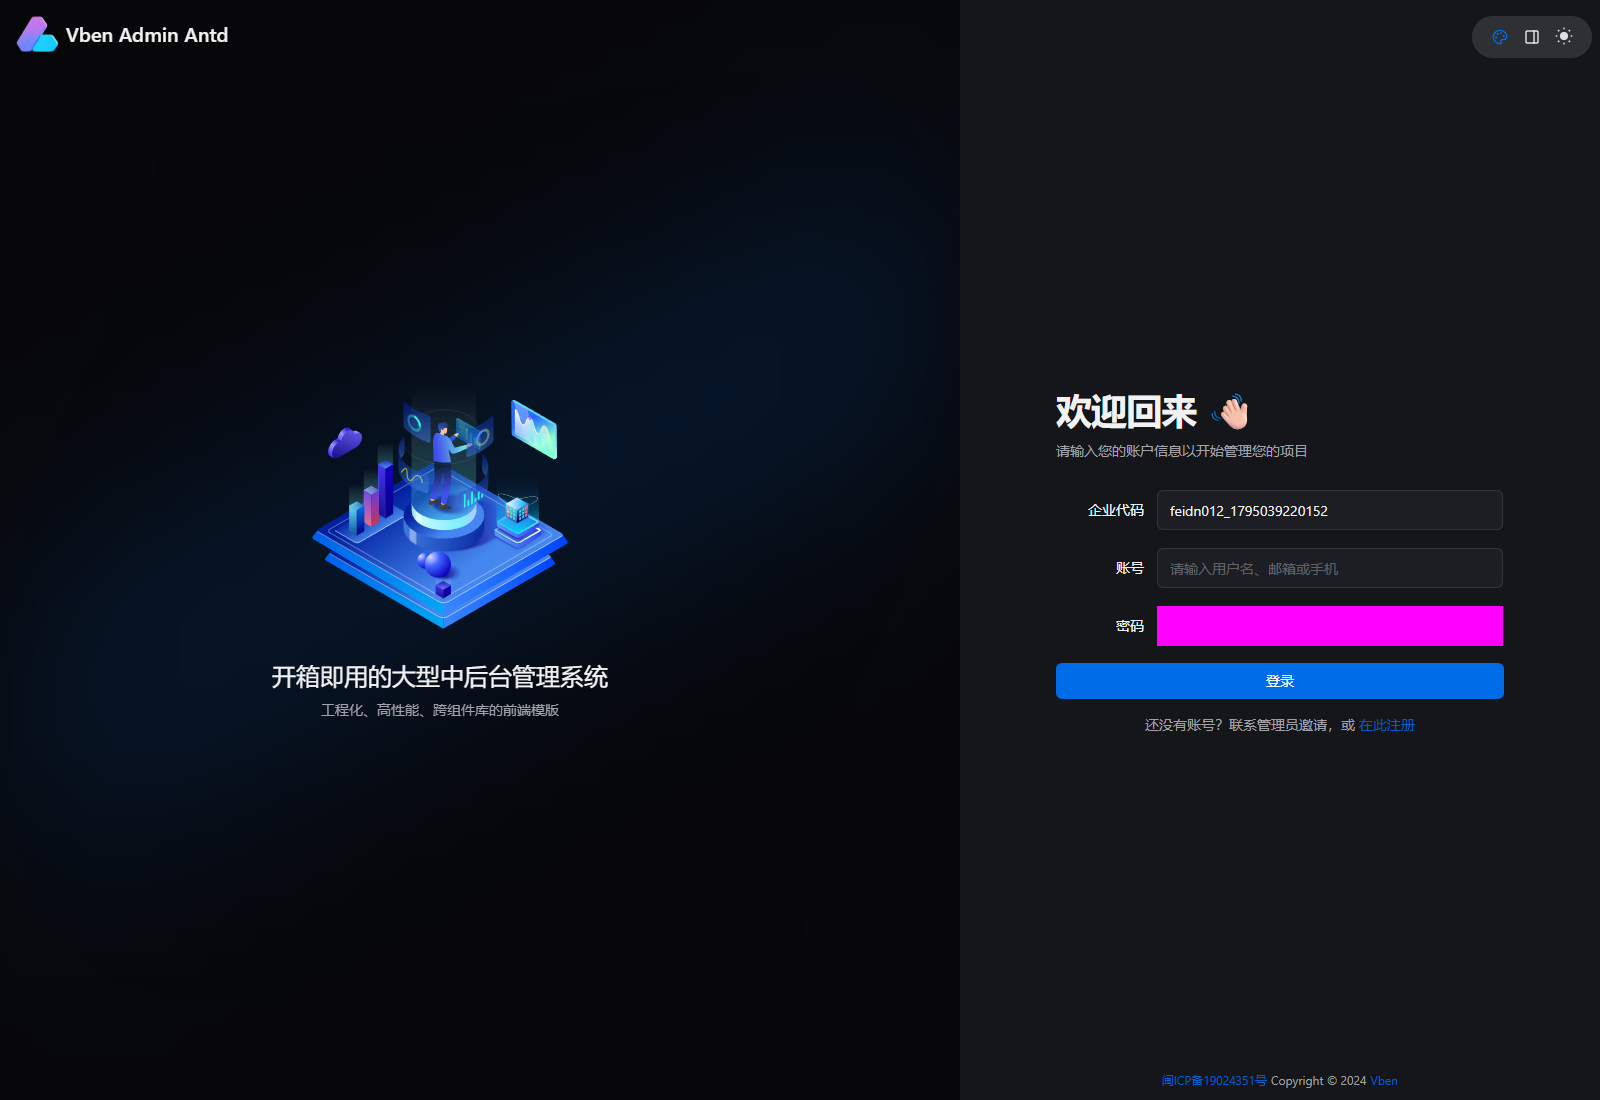 Vben Admin Antd
开箱即用的大型中后台管理系统
工程化、高性能、跨组件库的前端模版
欢迎回来 👋🏻
请输入您的账户信息以开始管理您的项目
企业代码 feidn012_1795039220152
账号 请输入用户名、邮箱或手机
密码
登录
还没有账号？联系管理员邀请，或 在此注册
闽ICP备19024351号 Copyright © 2024 Vben